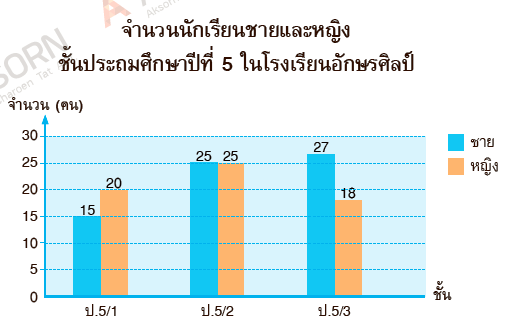 จำนวนนักเรียนชายและหญิง
ชั้นประถมศึกษาปีที่ 5 ในโรงเรียนอักษรศิลป์
จำนวน (คน)
30
25
20
15
10
5
0
15
20
25
25
27
18
ป.5/1
ป.5/2
ป.5/3
ชั้น
ชาย
หญิง